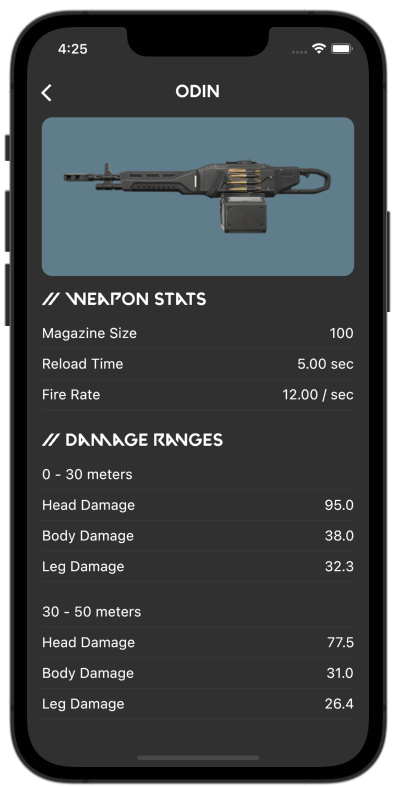 4:25
ODIN
// WEAPON STATS
Magazine Size 100
Reload Time 5.00 sec
Fire Rate 12.00 / sec
// DAMAGE RANGES
0 - 30 meters
Head Damage 95.0
Body Damage 38.0
Leg Damage 32.3
30 - 50 meters
Head Damage 77.5
Body Damage 31.0
Leg Damage 26.4